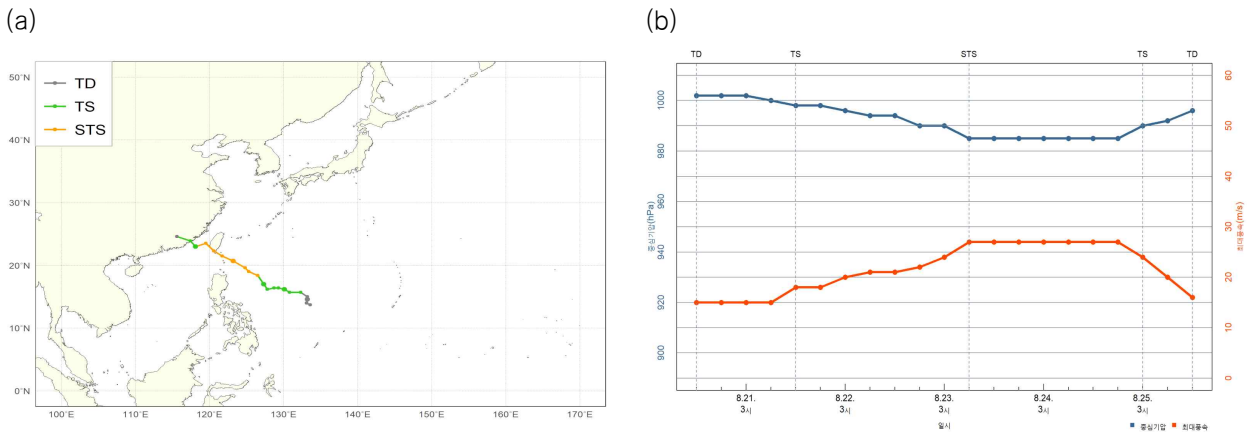 (a)
(b)
TD
TS
STS
50°N
40°N
30°N
20°N
10°N
0°N
100°E
110°E
120°E
130°E
140°E
150°E
160°E
170°E
TD
TS
STS
TS
TD
1000
980
960
940
920
900
중심기압(hPa)
60
50
40
30
20
10
0
최대풍속(m/s)
8.21.
3시
8.22.
3시
8.23.
3시
8.24.
3시
8.25.
3시
일시
중심기압
최대풍속